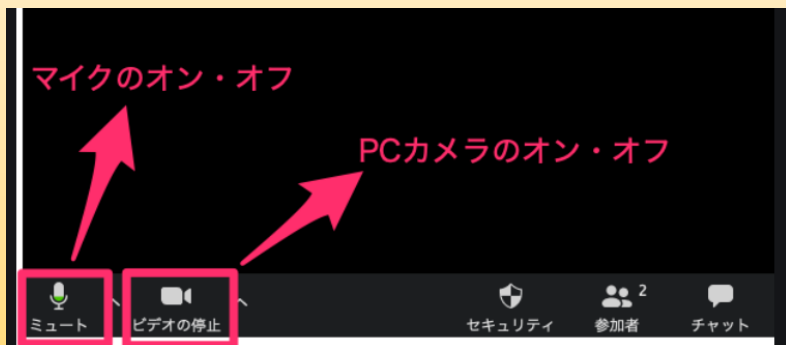 マイクのオン・オフ
PCカメラのオン・オフ
ミュート
ビデオの停止
セキュリティ
2
参加者
チャット